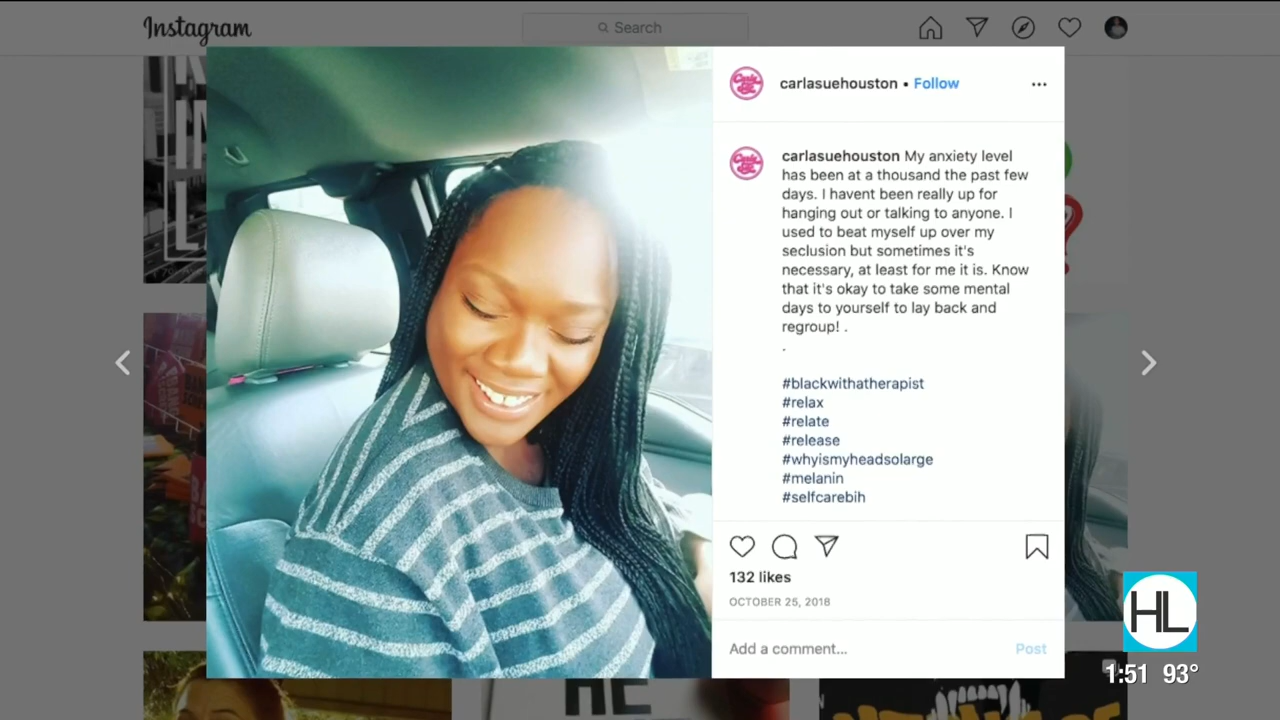 Instagram
Search
carlasuehouston • Follow
carlasuehouston My anxiety level
has been at a thousand the past few
days. I havent been really up for
hanging out or talking to anyone. I
used to beat myself up over my
seclusion but sometimes it's
necessary, at least for me it is. Know
that it's okay to take some mental
days to yourself to lay back and
regroup! .
.
#blackwithatherapist
#relax
#relate
#release
#whyismyheadsolarge
#melanin
#selfcarebih
132 likes
OCTOBER 25, 2018
Add a comment... Post
HL
1:51 93°